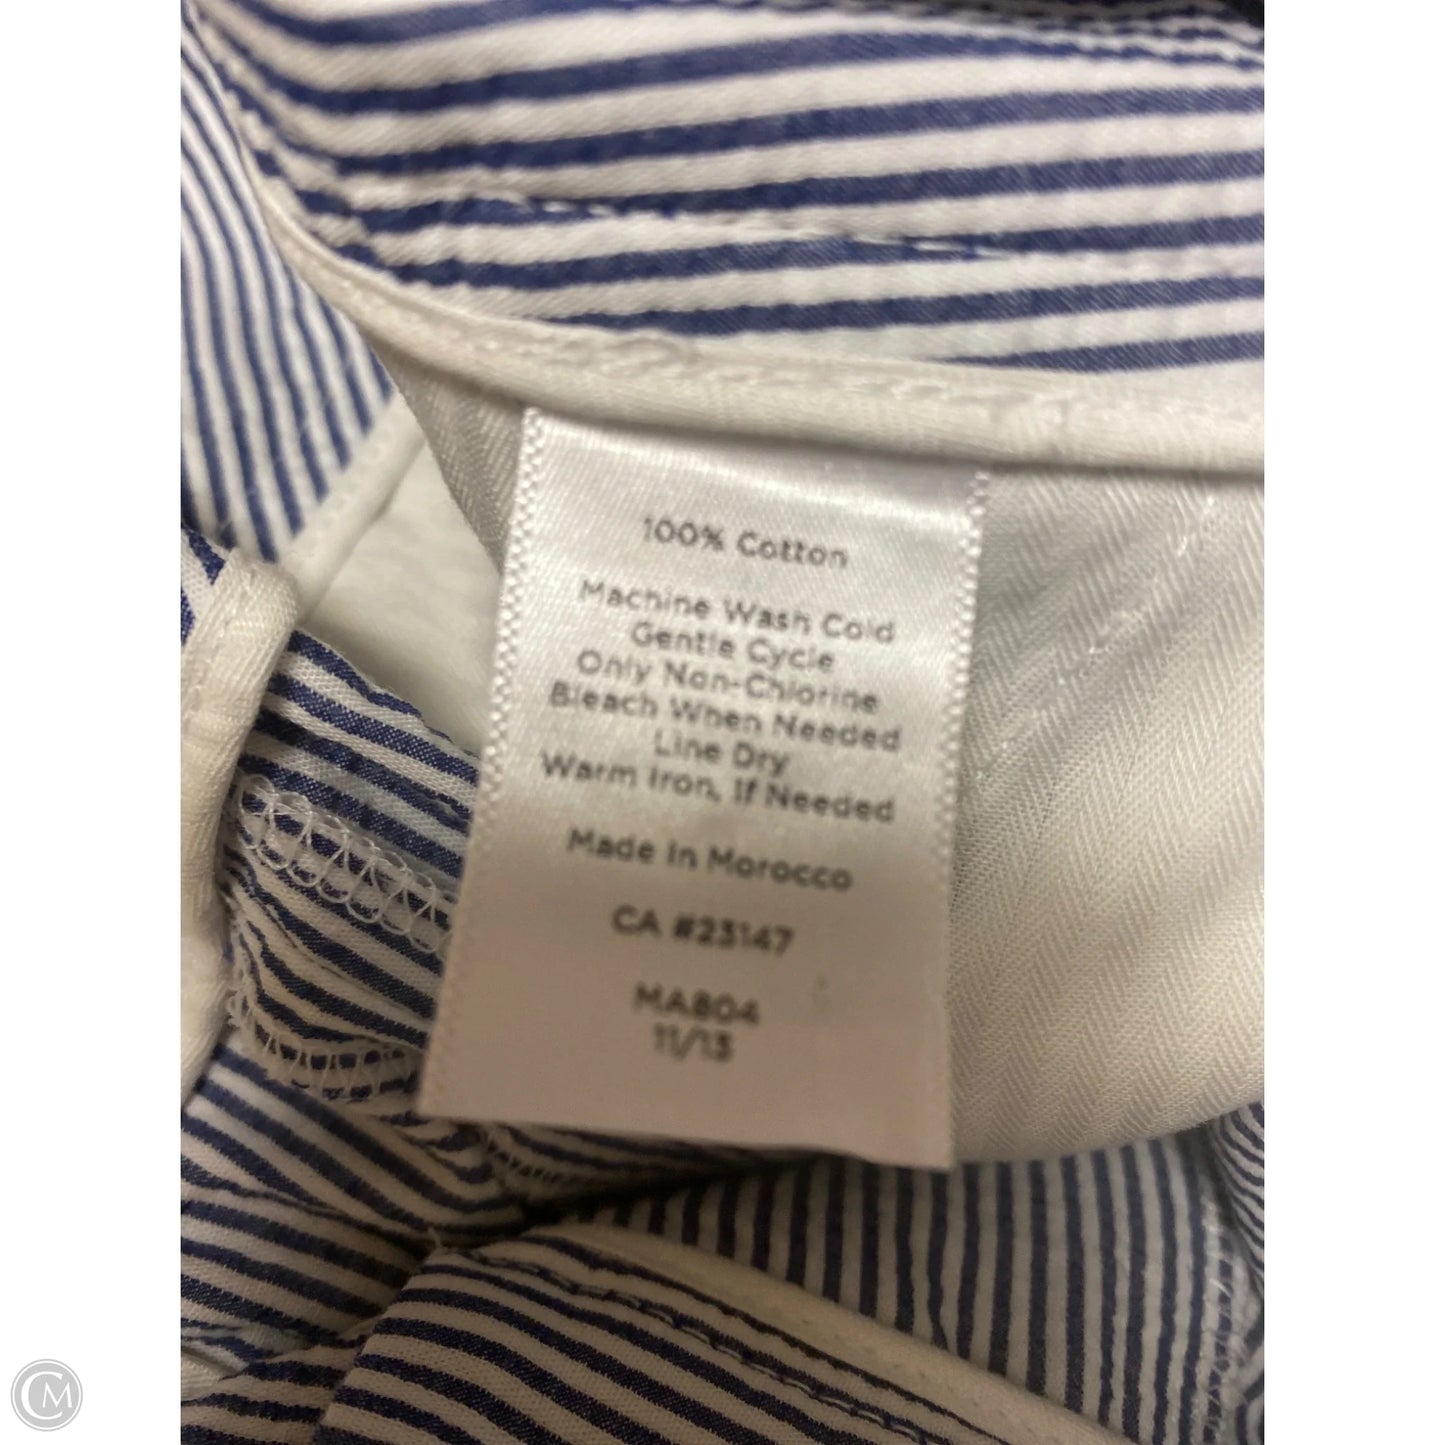 100% Cotton
Machine Wash Cold
Gentle Cycle
Only Non-Chlorine
Bleach When Needed
Line Dry
Warm Iron, If Needed
Made In Morocco
CA #23147
MA804
11/13
CM